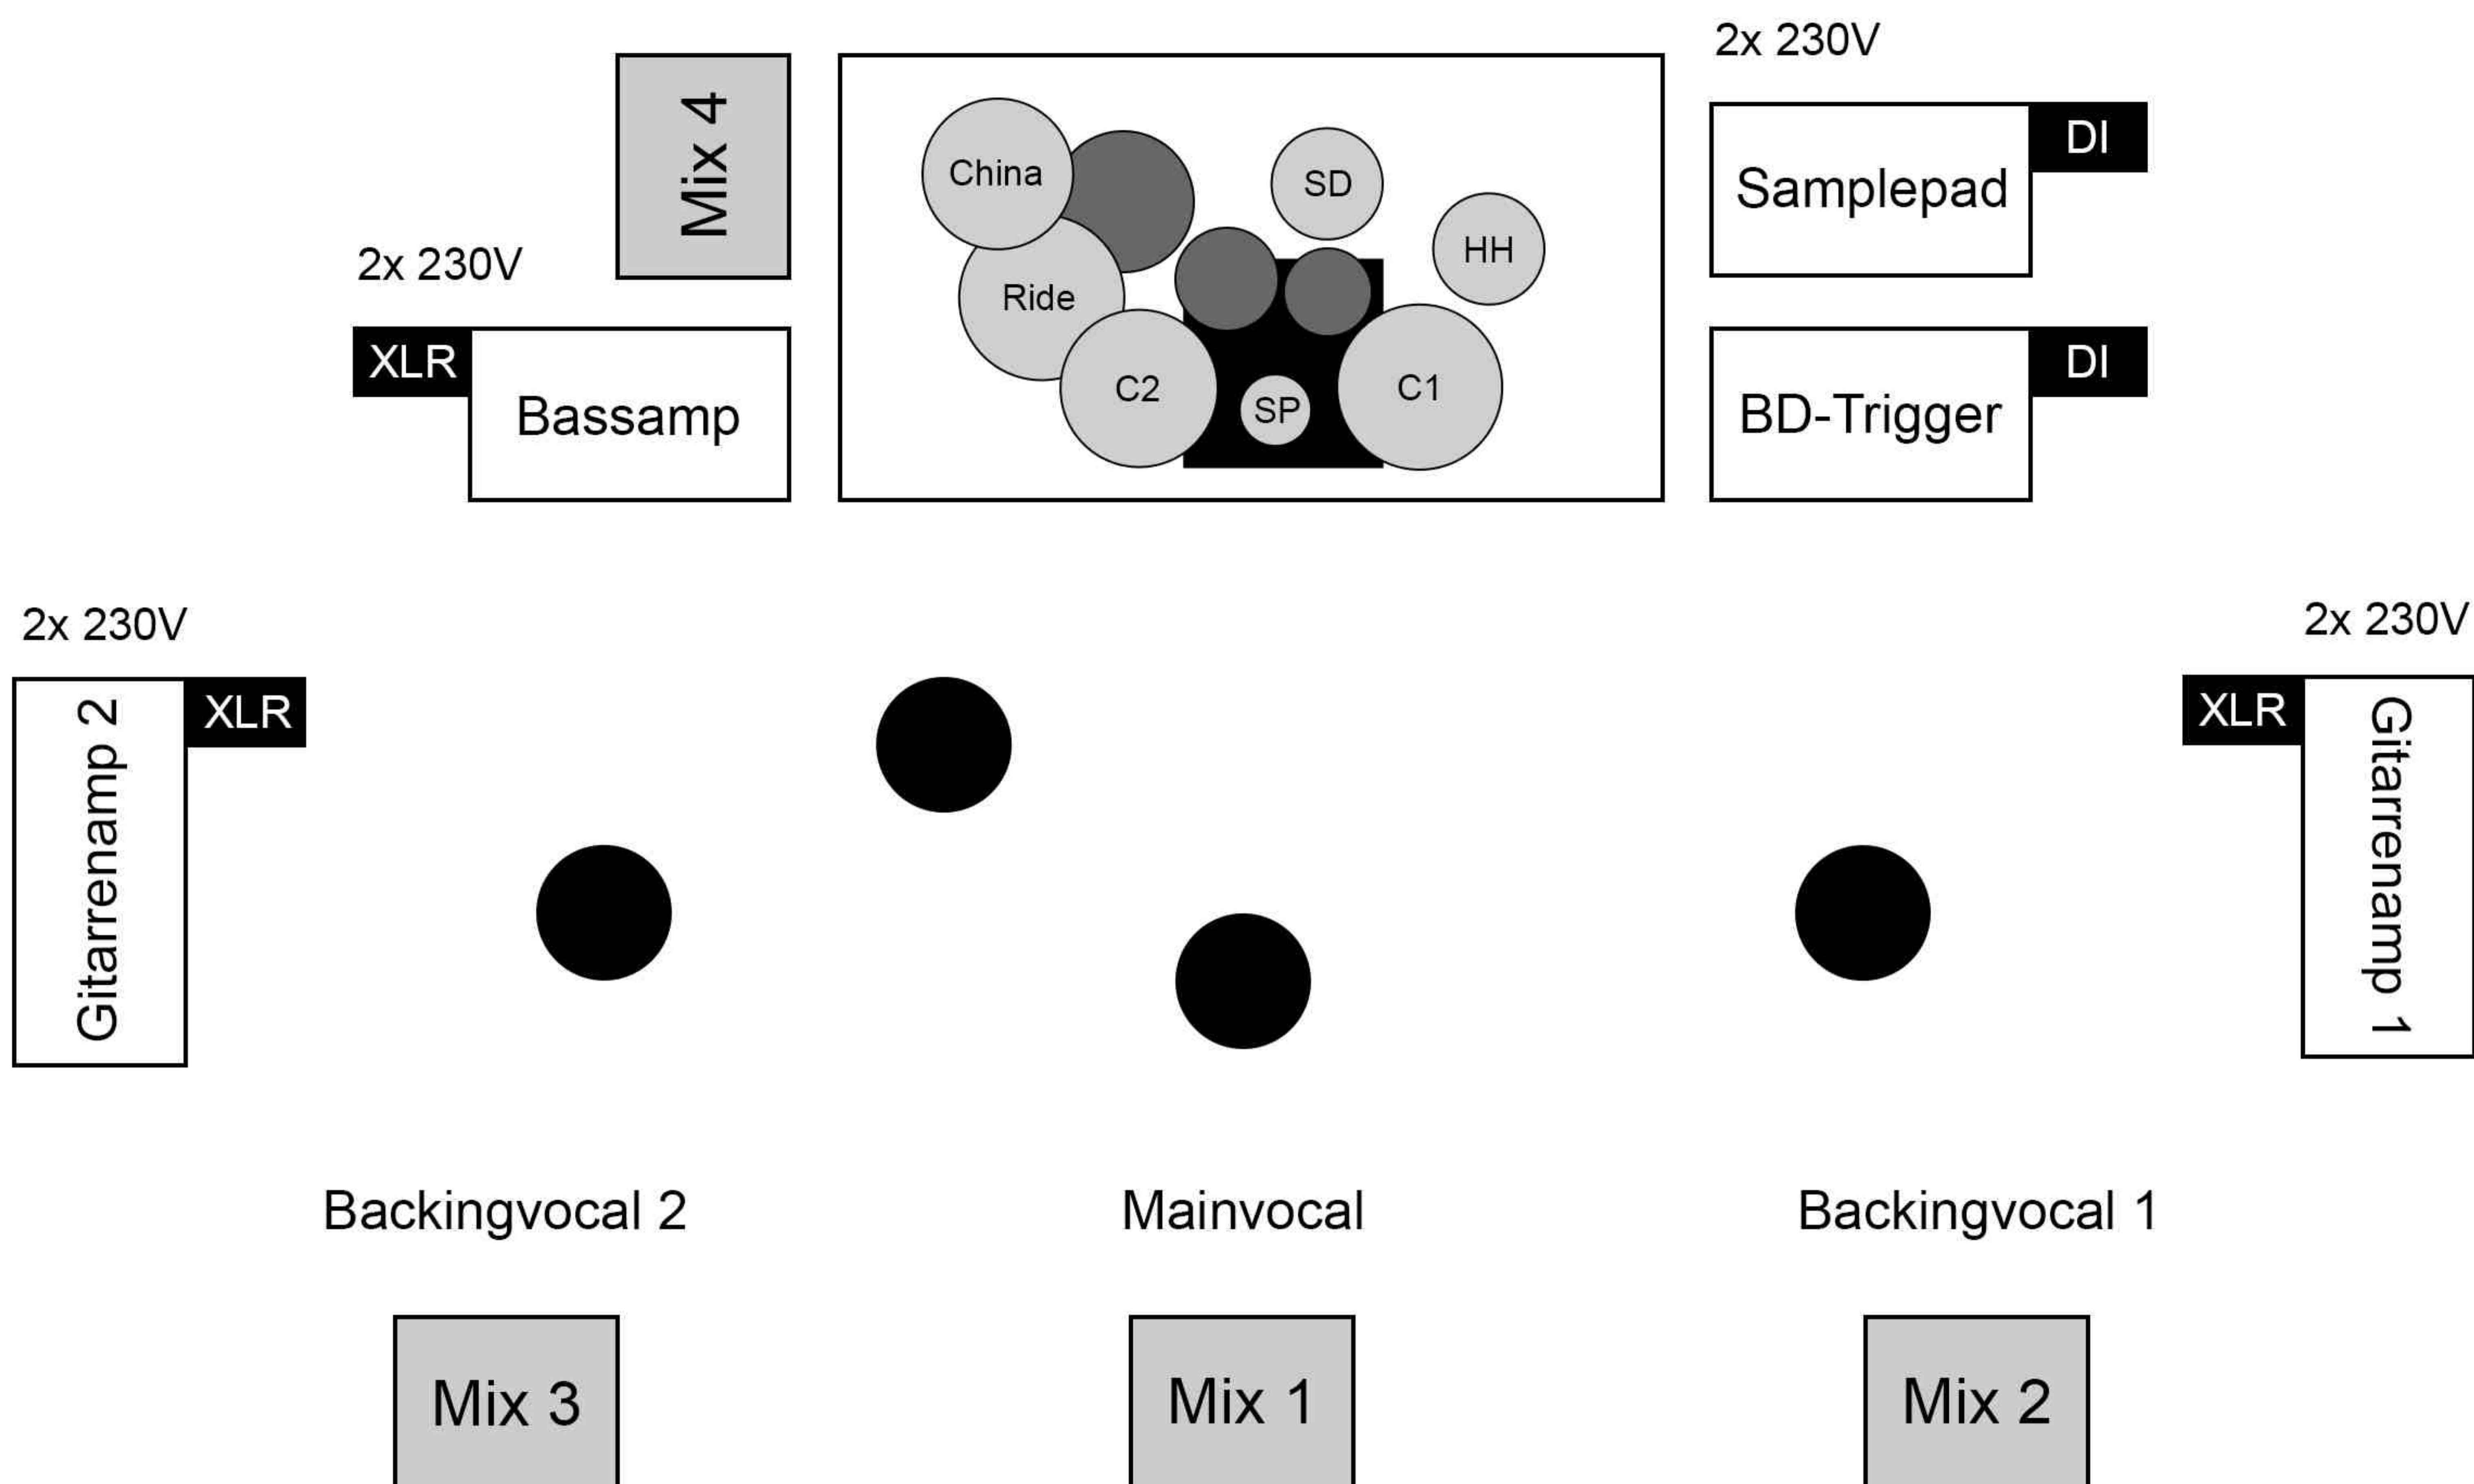 2x 230V
Mix 4
China
SD
DI
Samplepad
HH
2x 230V
Ride
XLR
Bassamp
C2
SP
C1
DI
BD-Trigger
2x 230V
2x 230V
Gitarrenamp 2
XLR
XLR
Gitarrenamp 1
Backingvocal 2
Mainvocal
Backingvocal 1
Mix 3
Mix 1
Mix 2